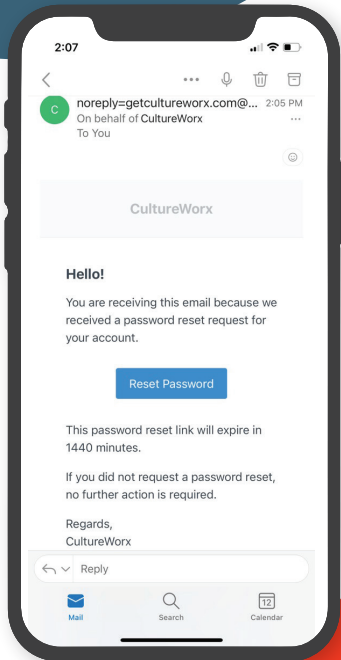 2:07
C
noreply=getcultureworx.com@... 2:05 PM
On behalf of CultureWorx
To You
CultureWorx
Hello!
You are receiving this email because we
received a password reset request for
your account.
Reset Password
This password reset link will expire in
1440 minutes.
If you did not request a password reset,
no further action is required.
Regards,
CultureWorx
Reply
12
Mail Search Calendar